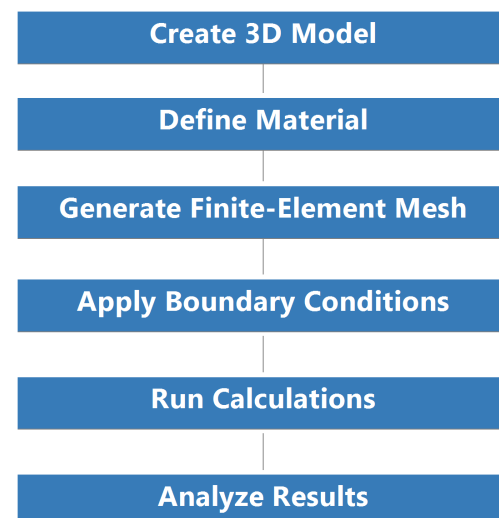 Create 3D Model
Define Material
Generate Finite-Element Mesh
Apply Boundary Conditions
Run Calculations
Analyze Results